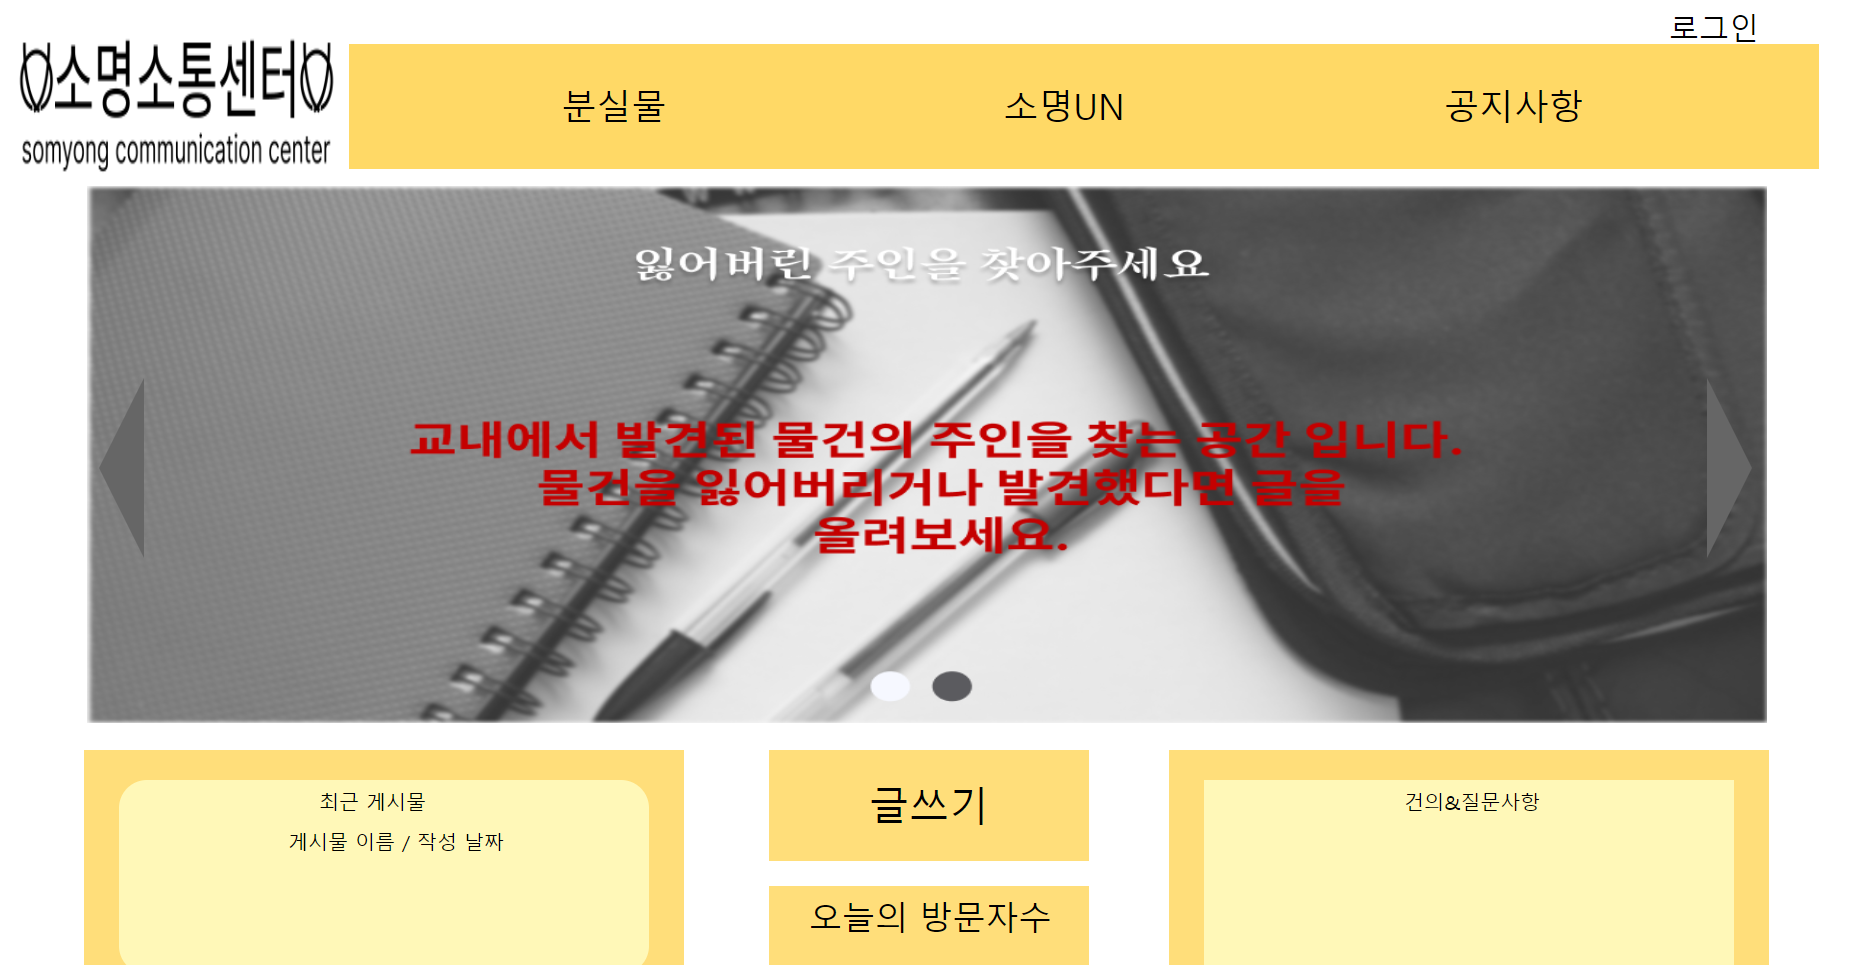 로그인
소명소통센터
somyong communication center
분실물
소명UN
공지사항
잃어버린 주인을 찾아주세요
교내에서 발견된 물건의 주인을 찾는 공간 입니다.
물건을 잃어버리거나 발견했다면 글을
올려보세요.
최근 게시물
게시물 이름 / 작성 날짜
글쓰기
오늘의 방문자수
건의&질문사항